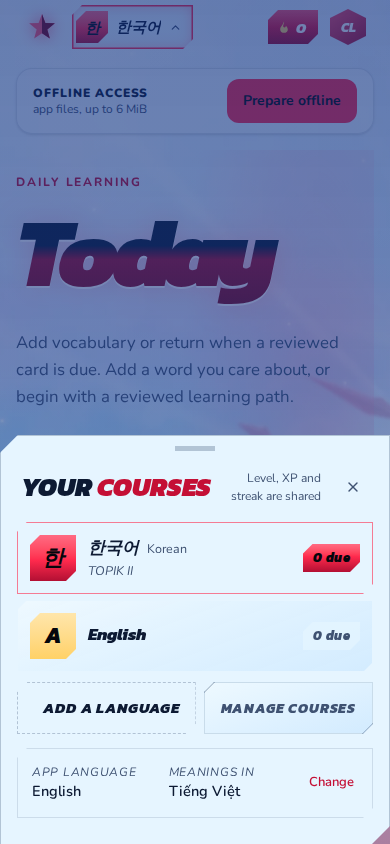 한 한국어
0
CL
OFFLINE ACCESS
app files, up to 6 MiB
Prepare offline
DAILY LEARNING
Today
Add vocabulary or return when a reviewed
card is due. Add a word you care about, or
begin with a reviewed learning path.
YOUR COURSES
Level, XP and
streak are shared
한
한국어 Korean
TOPIK II
0 due
A
English
0 due
ADD A LANGUAGE
MANAGE COURSES
APP LANGUAGE
English
MEANINGS IN
Tiếng Việt
Change